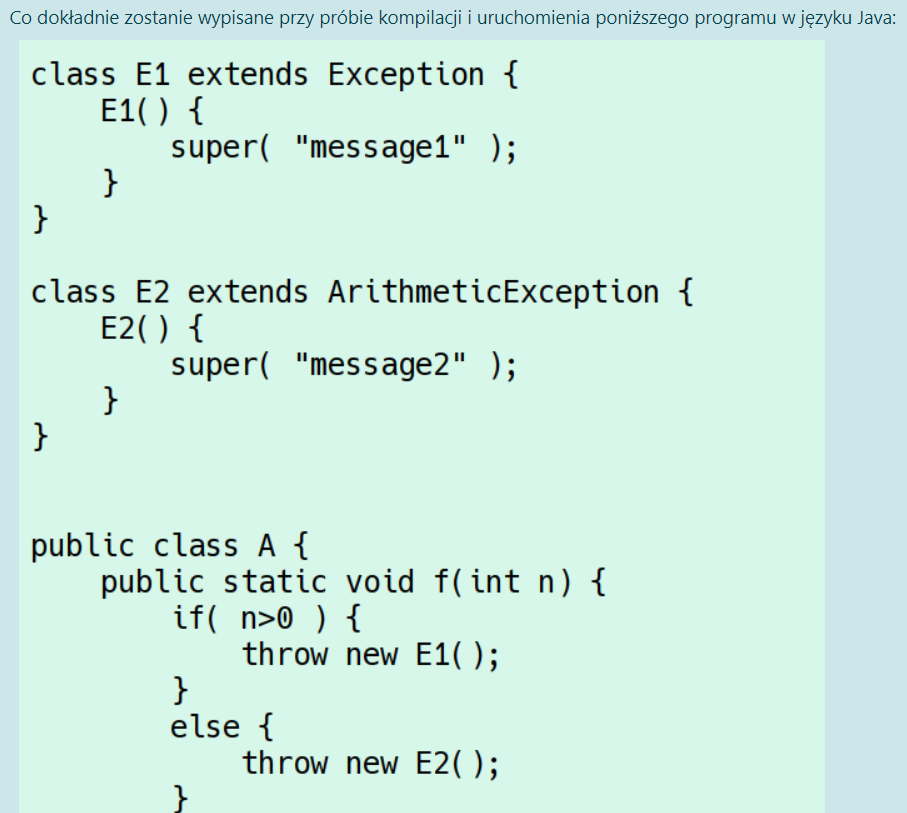 Co dokładnie zostanie wypisane przy próbie kompilacji i uruchomienia poniższego programu w języku Java:
class E1 extends Exception {
    E1() {
        super( "message1" );
    }
}

class E2 extends ArithmeticException {
    E2() {
        super( "message2" );
    }
}


public class A {
    public static void f(int n) {
        if( n>0 ) {
            throw new E1();
        }
        else {
            throw new E2();
        }